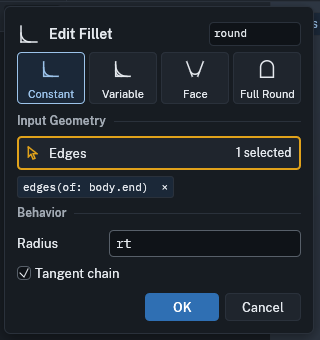 Edit Fillet
round
Constant
Variable
Face
Full Round
Input Geometry
Edges
1 selected
edges(of: body.end) ×
Behavior
Radius
rt
Tangent chain
OK
Cancel